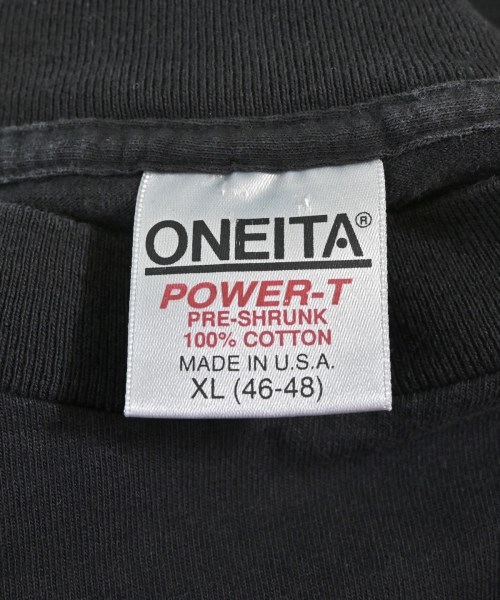 ONEITA®
POWER-T
PRE-SHRUNK
100% COTTON
MADE IN U.S.A.
XL (46-48)